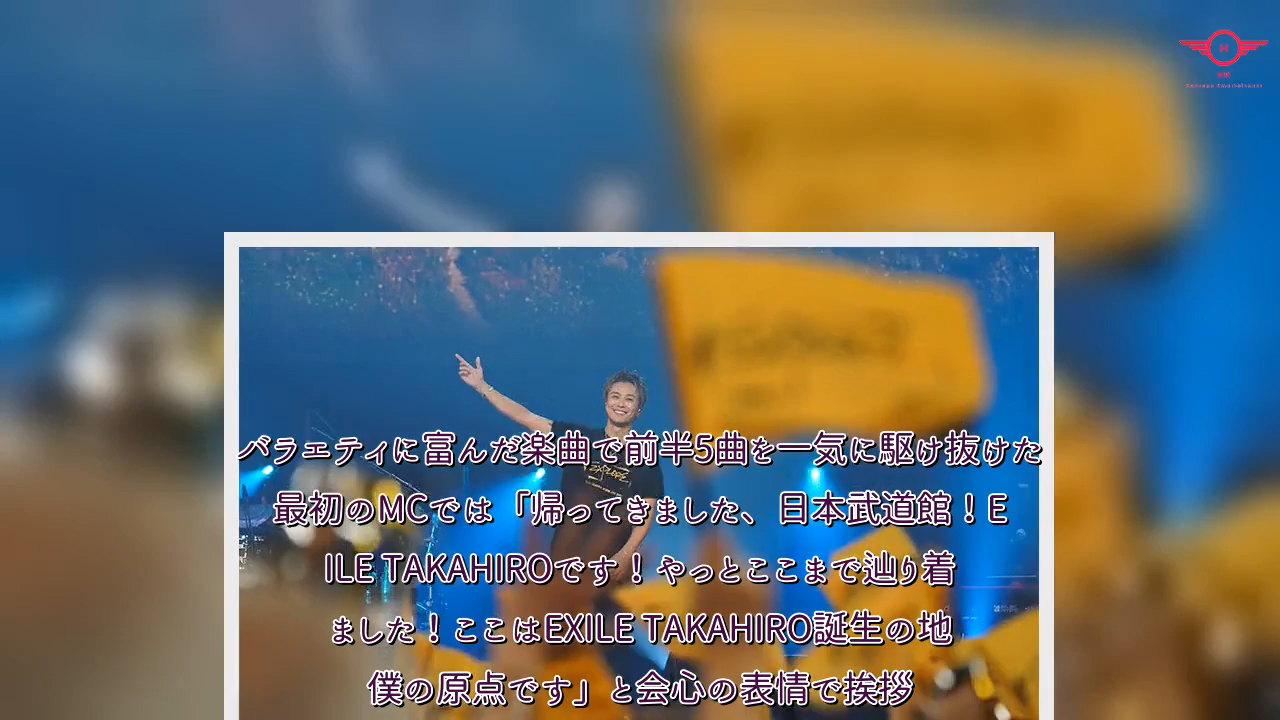 バラエティに富んだ楽曲で前半5曲を一気に駆け抜けた
最初のMCでは「帰ってきました、日本武道館！E
ILE TAKAHIROです！やっとここまで辿り着
ました！ここはEXILE TAKAHIRO誕生の地
僕の原点です」と会心の表情で挨拶